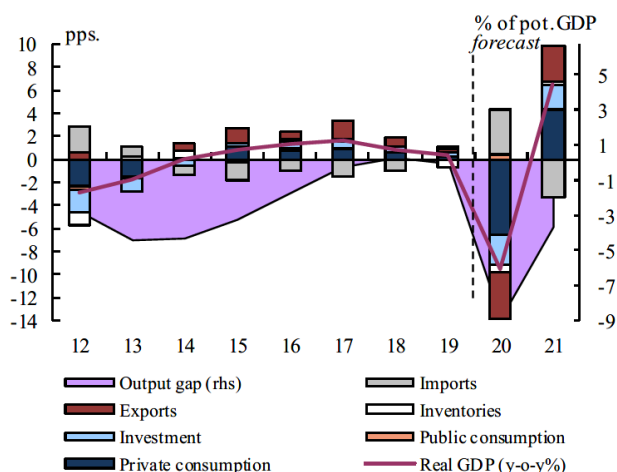 pps.
% of pot. GDP
forecast
10
8
6
4
2
0
-2
-4
-6
-8
-10
-12
-14
5
3
1
-1
-3
-5
-7
-9
12 13 14 15 16 17 18 19 20 21
Output gap (rhs) Imports
Exports Inventories
Investment Public consumption
Private consumption Real GDP (y-o-y%)